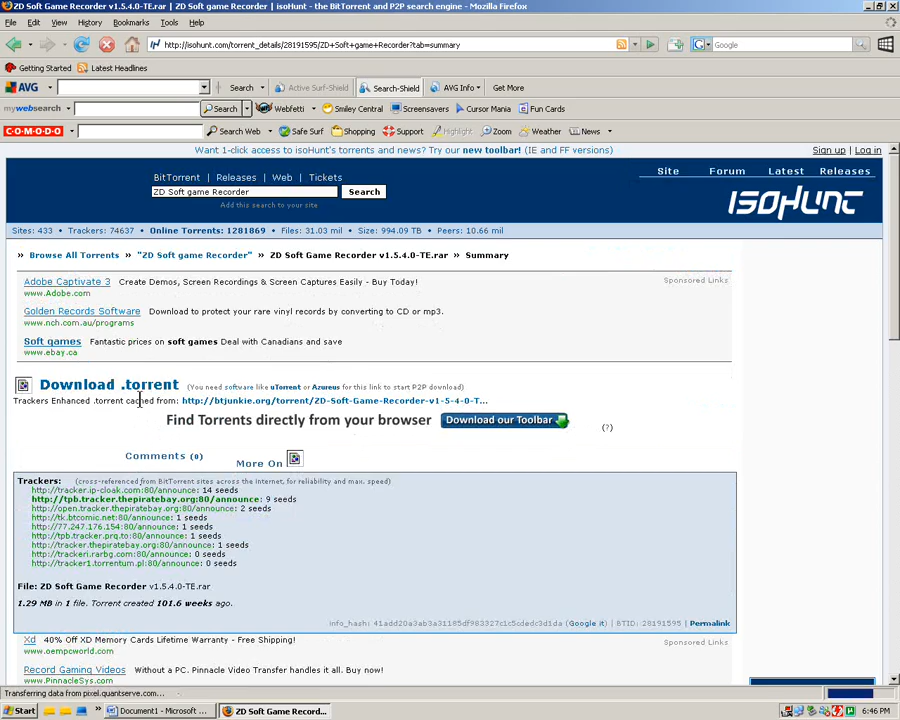 ZD Soft Game Recorder v1.5.4.0-TE.rar | ZD Soft game Recorder | isoHunt - the BitTorrent and P2P search engine - Mozilla Firefox
File Edit View History Bookmarks Tools Help
http://isohunt.com/torrent_details/28191595/ZD+Soft+game+Recorder?tab=summary Google
Getting Started Latest Headlines
AVG Search Active Surf-Shield Search-Shield AVG Info Get More
mywebsearch Search Webfetti Smiley Central Screensavers Cursor Mania Fun Cards
COMODO Search Web Safe Surf Shopping Support Highlight Zoom Weather News
Want 1-click access to isoHunt's torrents and news? Try our new toolbar! (IE and FF versions) Sign up | Log in
BitTorrent | Releases | Web | Tickets Site Forum Latest Releases
ZD Soft game Recorder Search
isoHunt
Add this search to your site
Sites: 433 • Trackers: 74637 • Online Torrents: 1281869 • Files: 31.03 mil • Size: 994.09 TB • Peers: 10.66 mil
» Browse All Torrents » "ZD Soft game Recorder" » ZD Soft Game Recorder v1.5.4.0-TE.rar » Summary
Adobe Captivate 3 Create Demos, Screen Recordings & Screen Captures Easily - Buy Today! Sponsored Links
www.Adobe.com
Golden Records Software Download to protect your rare vinyl records by converting to CD or mp3.
www.nch.com.au/programs
Soft games Fantastic prices on soft games Deal with Canadians and save
www.ebay.ca
Download .torrent (You need software like uTorrent or Azureus for this link to start P2P download)
Trackers Enhanced .torrent cached from: http://btjunkie.org/torrent/ZD-Soft-Game-Recorder-v1-5-4-0-T...
Find Torrents directly from your browser Download our Toolbar (?)
Comments (0) More On
Trackers: (cross-referenced from BitTorrent sites across the internet, for reliability and max. speed)
http://tracker.ip-cloak.com:80/announce: 14 seeds
http://tpb.tracker.thepiratebay.org:80/announce: 9 seeds
http://open.tracker.thepiratebay.org:80/announce: 2 seeds
http://tk.btcomic.net:80/announce: 1 seeds
http://77.247.176.154:80/announce: 1 seeds
http://tpb.tracker.prq.to:80/announce: 1 seeds
http://tracker.thepiratebay.org:80/announce: 1 seeds
http://trackeri.rarbg.com:80/announce: 0 seeds
http://tracker1.torrentum.pl:80/announce: 0 seeds
File: ZD Soft Game Recorder v1.5.4.0-TE.rar
1.29 MB in 1 file. Torrent created 101.6 weeks ago.
(Google it) | BTID: 28191595 | Permalink
Xd 40% Off XD Memory Cards Lifetime Warranty - Free Shipping! Sponsored Links
www.oempcworld.com
Record Gaming Videos Without a PC. Pinnacle Video Transfer handles it all. Buy now!
www.PinnacleSys.com
Transferring data from pixel.quantserve.com...
Start Document1 - Microsoft ... ZD Soft Game Record... 6:46 PM